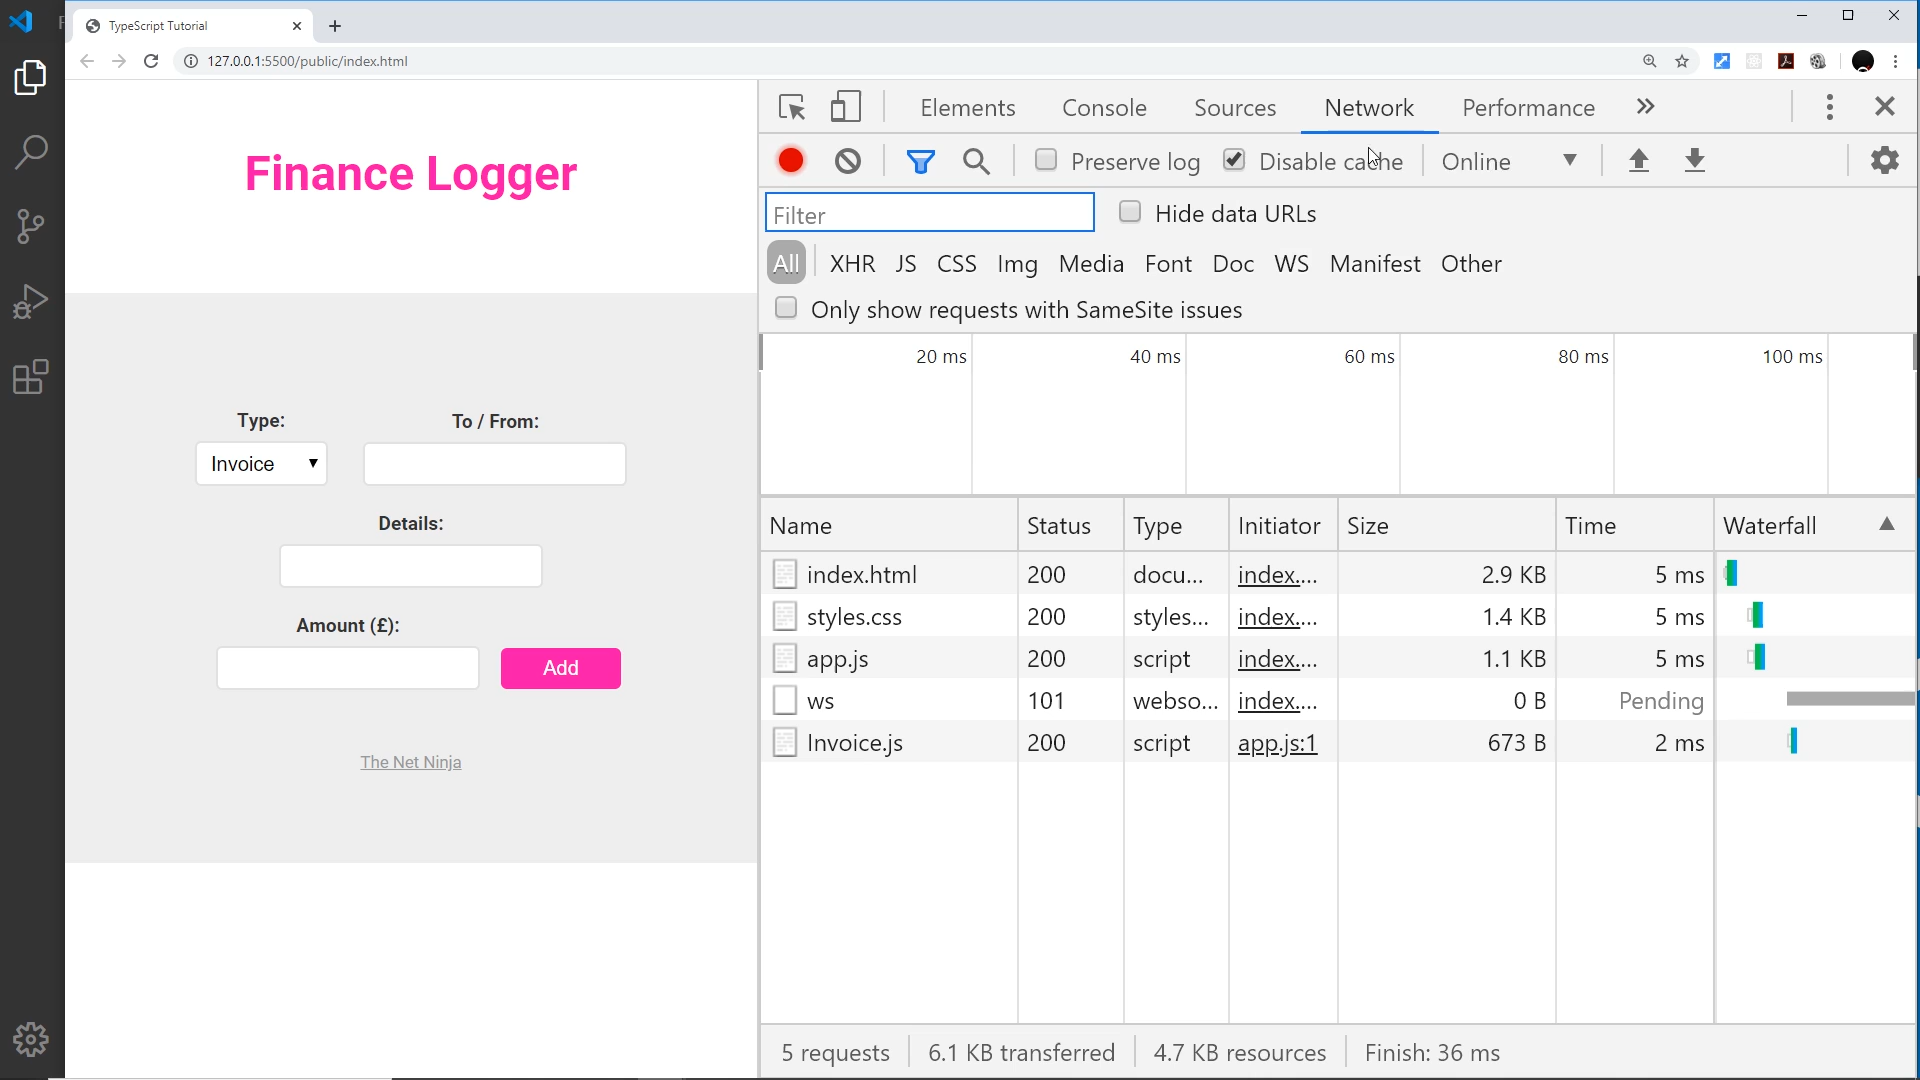 TypeScript Tutorial
127.0.0.1:5500/public/index.html
Finance Logger
Type:
To / From:
Invoice
Details:
Amount (£):
Add
The Net Ninja
Elements Console Sources Network Performance
Preserve log Disable cache Online
Filter Hide data URLs
All XHR JS CSS Img Media Font Doc WS Manifest Other
Only show requests with SameSite issues
20 ms 40 ms 60 ms 80 ms 100 ms
Name Status Type Initiator Size Time Waterfall
index.html 200 docu... index.... 2.9 KB 5 ms
styles.css 200 styles... index.... 1.4 KB 5 ms
app.js 200 script index.... 1.1 KB 5 ms
ws 101 webso... index.... 0 B Pending
Invoice.js 200 script app.js:1 673 B 2 ms
5 requests 6.1 KB transferred 4.7 KB resources Finish: 36 ms